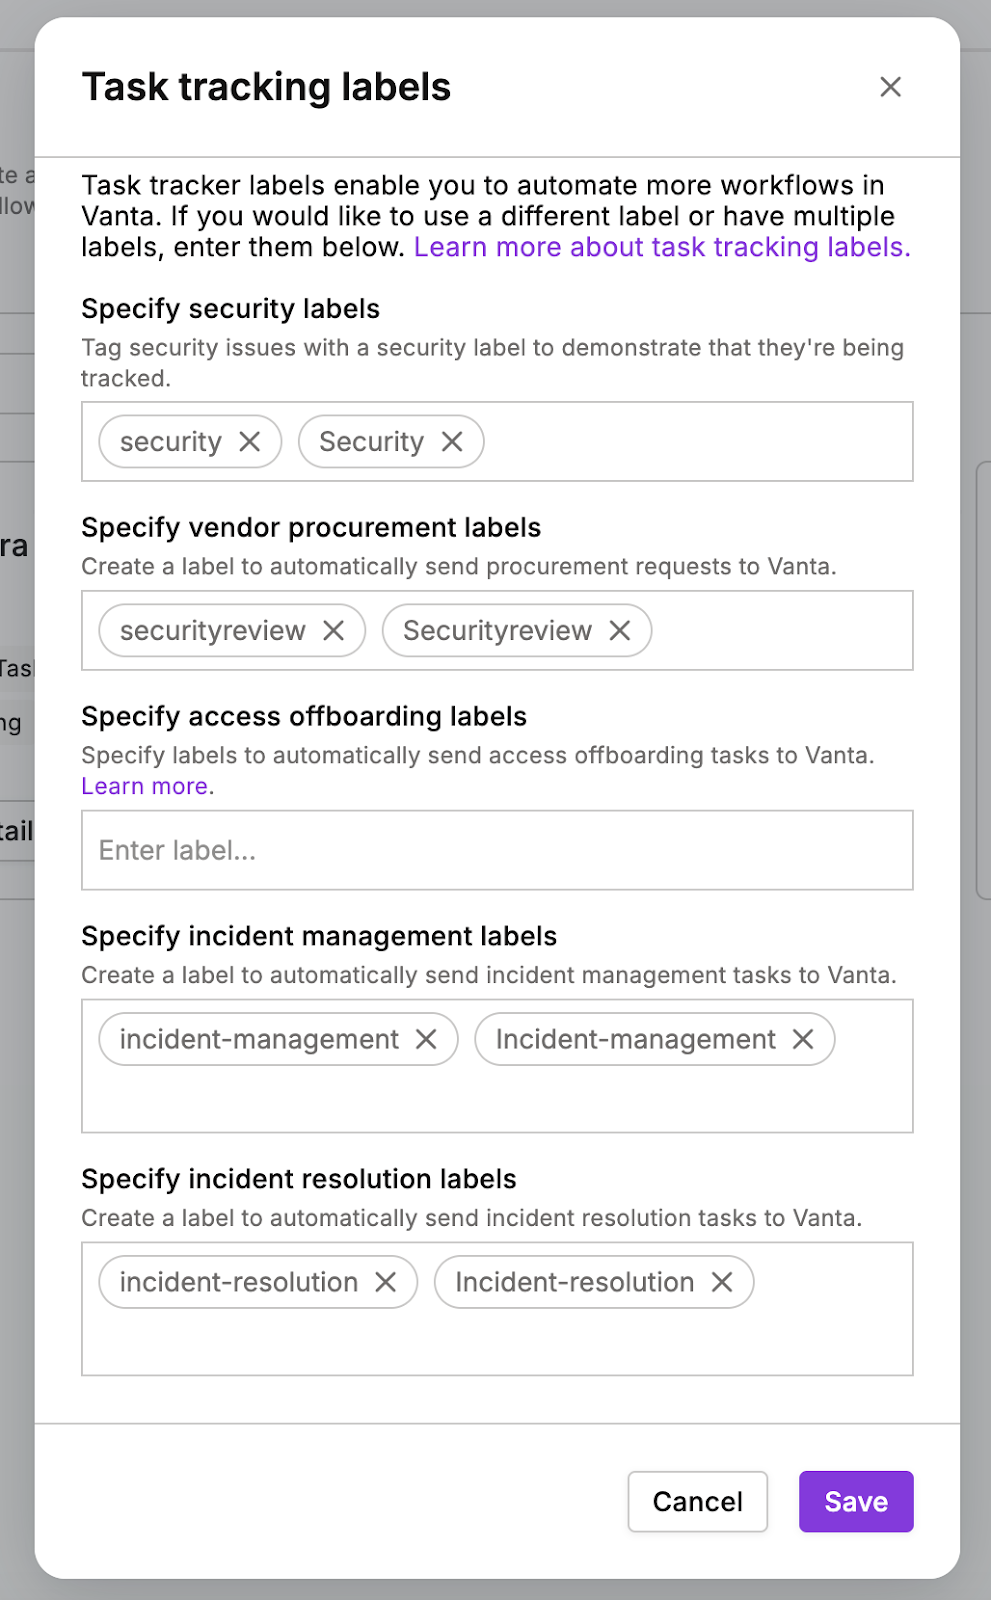 Task tracking labels
te a
llow
Task tracker labels enable you to automate more workflows in
Vanta. If you would like to use a different label or have multiple
labels, enter them below. Learn more about task tracking labels.
Specify security labels
Tag security issues with a security label to demonstrate that they're being
tracked.
security Security
Specify vendor procurement labels
ra
Create a label to automatically send procurement requests to Vanta.
securityreview Securityreview
Tas
Specify access offboarding labels
ng
Specify labels to automatically send access offboarding tasks to Vanta.
Learn more.
tail
Enter label...
Specify incident management labels
Create a label to automatically send incident management tasks to Vanta.
incident-management Incident-management
Specify incident resolution labels
Create a label to automatically send incident resolution tasks to Vanta.
incident-resolution Incident-resolution
Cancel Save